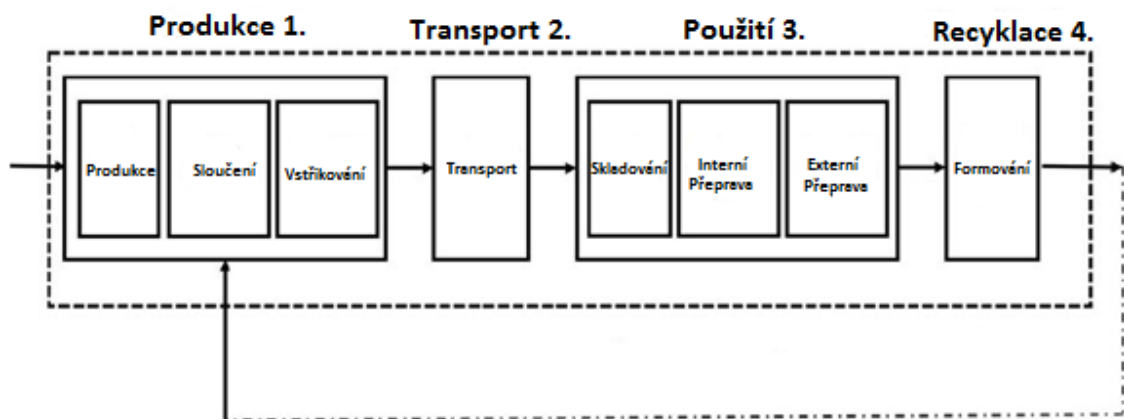 Produkce 1.
Transport 2.
Použití 3.
Recyklace 4.
Produkce
Sloučení
Vstřikování
Transport
Skladování
Interní
Přeprava
Externí
Přeprava
Formování